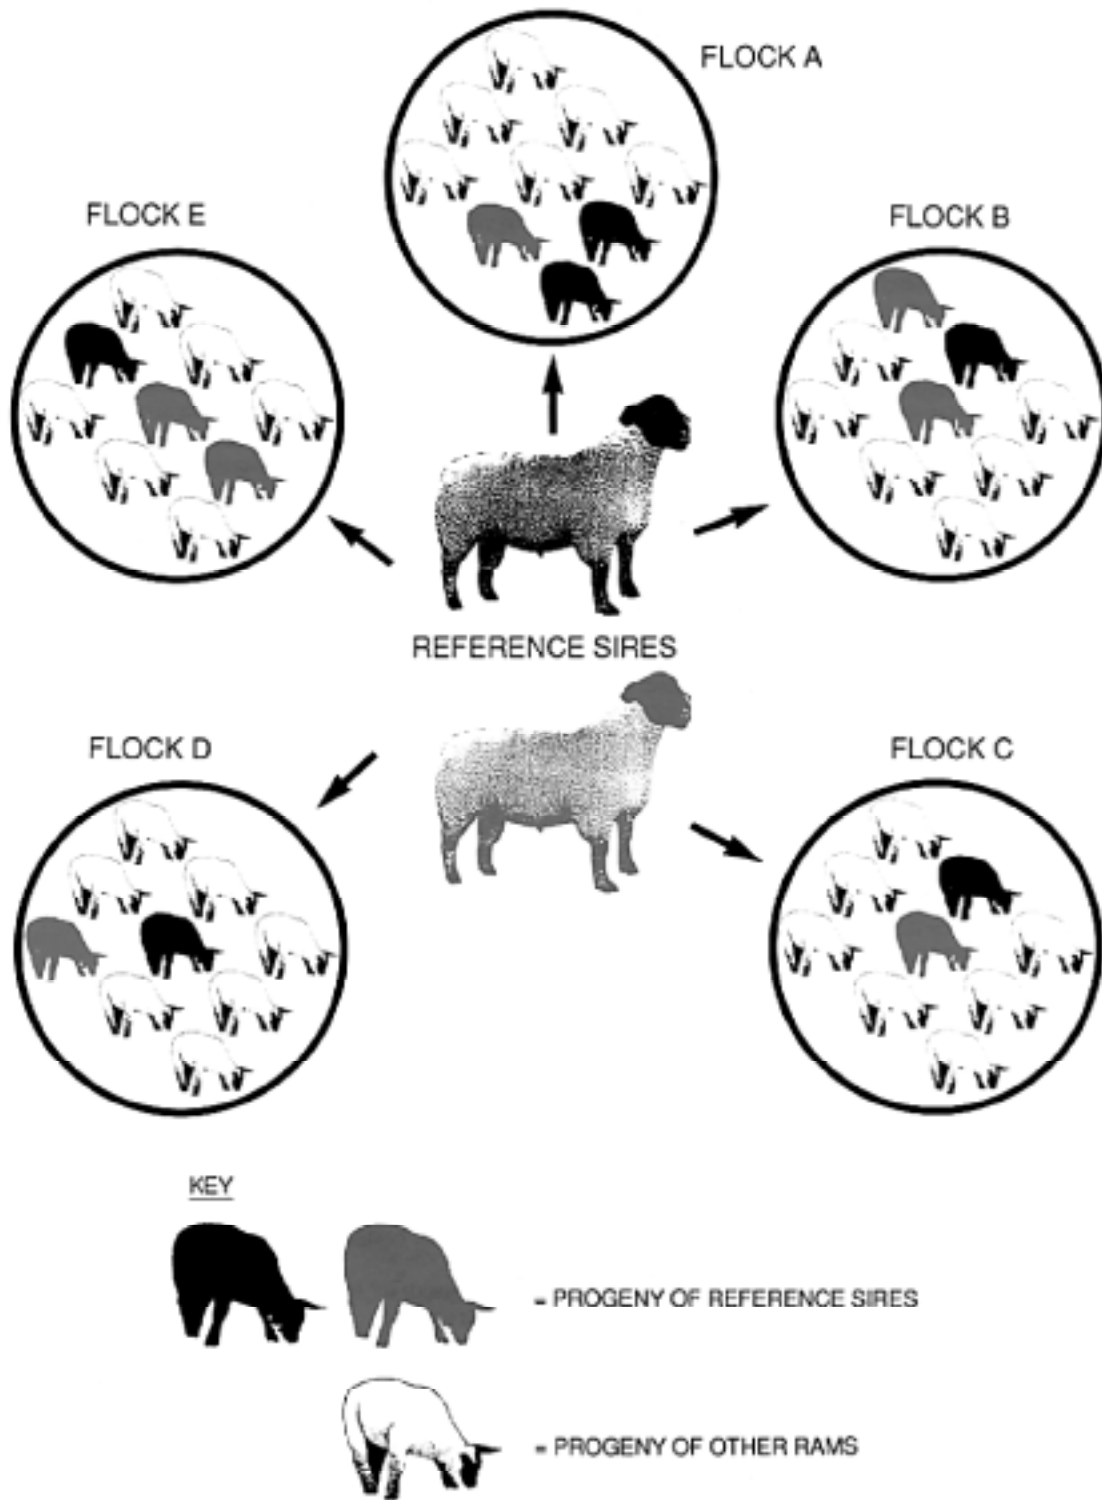 FLOCK A
FLOCK E
FLOCK B
REFERENCE SIRES
FLOCK D
FLOCK C
KEY
= PROGENY OF REFERENCE SIRES
= PROGENY OF OTHER RAMS